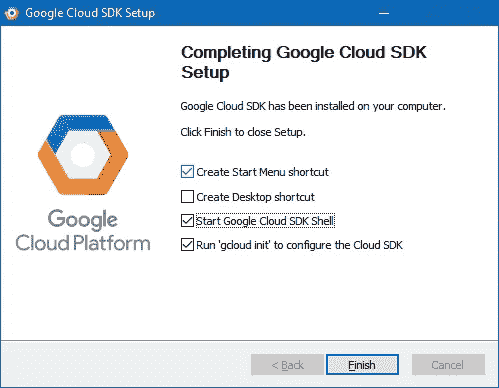 Google Cloud SDK Setup
Completing Google Cloud SDK
Setup
Google Cloud SDK has been installed on your computer.
Click Finish to close Setup.
Create Start Menu shortcut
Create Desktop shortcut
Start Google Cloud SDK Shell
Run 'gcloud init' to configure the Cloud SDK
Google
Cloud Platform
< Back
Finish
Cancel